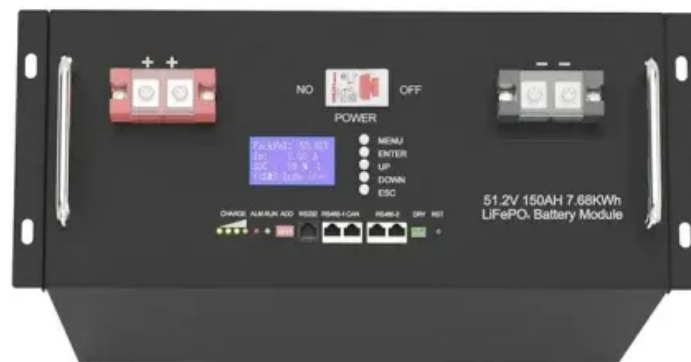 + +
- -
NO
OFF
POWER
MENU
ENTER
UP
DOWN
ESC
51.2V 150AH 7.68KWh
LiFePO₄ Battery Module
CHARGE ALM RUN ADD RS232 RS485-1 CAN RS485-2 DRY RST